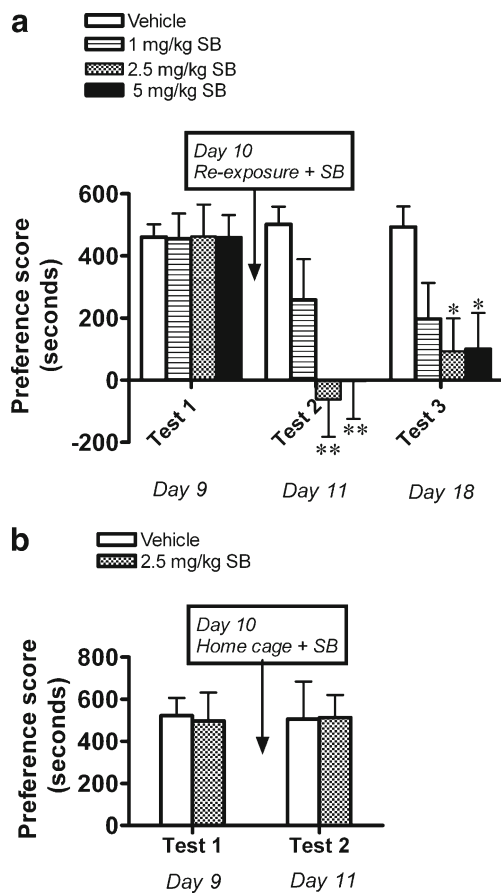 a
Vehicle
1 mg/kg SB
2.5 mg/kg SB
5 mg/kg SB
Day 10
Re-exposure + SB
Preference score
(seconds)
600
400
200
0
-200
*
*
**
**
Test 1
Test 2
Test 3
Day 9
Day 11
Day 18
b
Vehicle
2.5 mg/kg SB
Day 10
Home cage + SB
Preference score
(seconds)
800
600
400
200
0
Test 1
Test 2
Day 9
Day 11